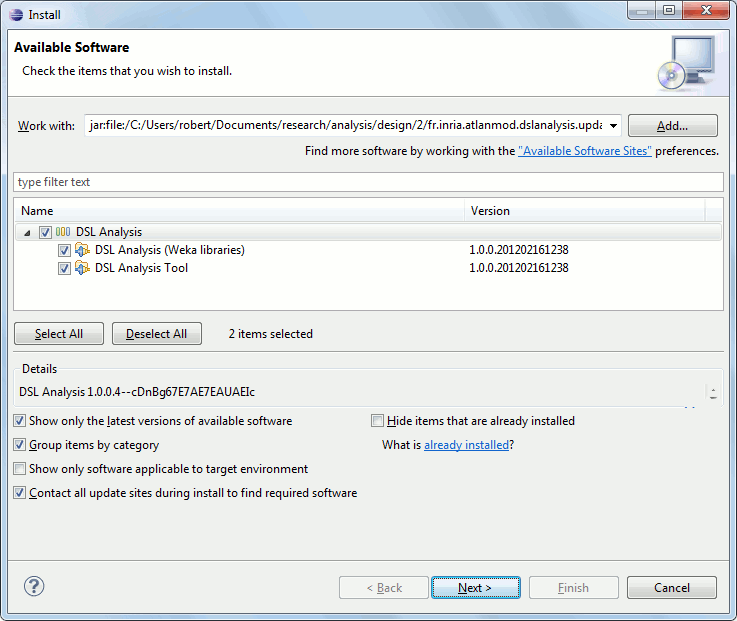 Install
Available Software
Check the items that you wish to install.
Work with: jar:file:/C:/Users/robert/Documents/research/analysis/design/2/fr.inria.atlanmod.dslanalysis.upda Add...
Find more software by working with the "Available Software Sites" preferences.
type filter text
Name Version
DSL Analysis
DSL Analysis (Weka libraries) 1.0.0.201202161238
DSL Analysis Tool 1.0.0.201202161238
Select All Deselect All 2 items selected
Details
DSL Analysis 1.0.0.4--cDnBg67E7AE7EAUAEIc
Show only the latest versions of available software Hide items that are already installed
Group items by category What is already installed?
Show only software applicable to target environment
Contact all update sites during install to find required software
< Back Next > Finish Cancel